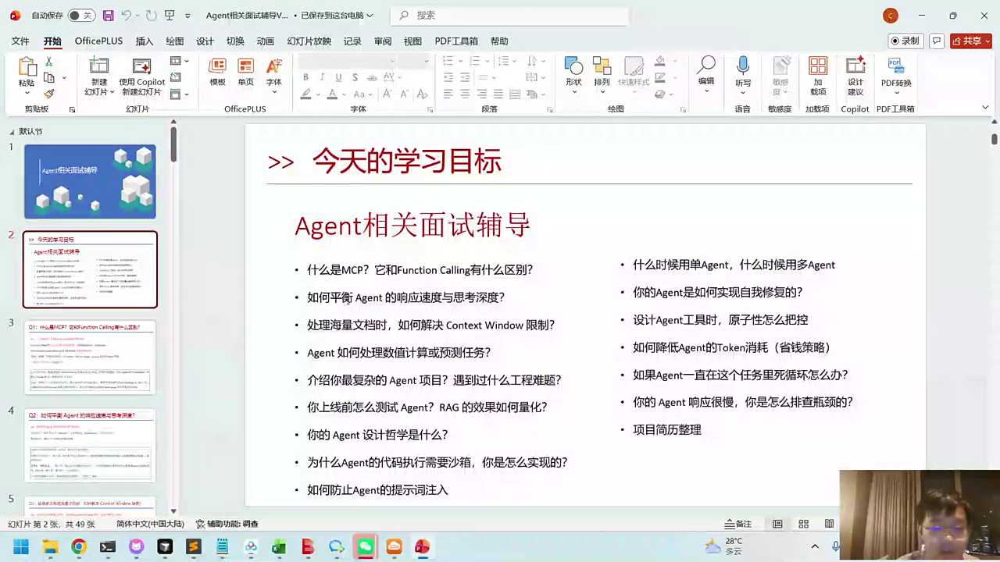 自动保存 关 Agent相关面试辅导V... • 已保存到这台电脑 搜索 C
文件 开始 OfficePLUS 插入 绘图 设计 切换 动画 幻灯片放映 记录 审阅 视图 PDF工具箱 帮助 录制 共享
粘贴 新建 幻灯片 使用 Copilot 新建幻灯片 模板 单页 字体 形状 排列 快速样式 编辑 听写 敏感度 加载项 设计建议 PDF转换
剪贴板 幻灯片 OfficePLUS 字体 段落 绘图 语音 敏感度 加载项 Copilot PDF工具箱
默认节
1
Agent相关面试辅导
2
>> 今天的学习目标
Agent相关面试辅导
3
Q1：什么是MCP？它和Function Calling有什么区别？
4
Q2：如何平衡 Agent 的响应速度与思考深度？
5
>> 今天的学习目标
Agent相关面试辅导
• 什么是MCP？它和Function Calling有什么区别？
• 如何平衡 Agent 的响应速度与思考深度？
• 处理海量文档或超长文本，如何解决 Context Window 限制？
• Agent 如何处理数学计算或预测任务？
• 介绍你最复杂的 Agent 项目，遇到过什么工程难题？
• 你上线前怎么测试 Agent？RAG 的效果如何量化？
• 为什么Agent执行代码需要沙箱，你是怎么实现的？
• 如何防止Agent的提示词注入
• 什么时候用单Agent，什么时候用多Agent
• 你的Agent是如何实现自我修复的？
• 设计Agent工具时，原子性怎么把控
• 如何降低Agent的Token消耗（省钱策略）
• 如果Agent一直在某个任务里死循环怎么办？
• 你的 Agent 响应很慢，你是怎么排查瓶颈的？
幻灯片 第 2 张，共 49 张 简体中文(中国大陆) 辅助功能: 调查 备注
28°C
多云